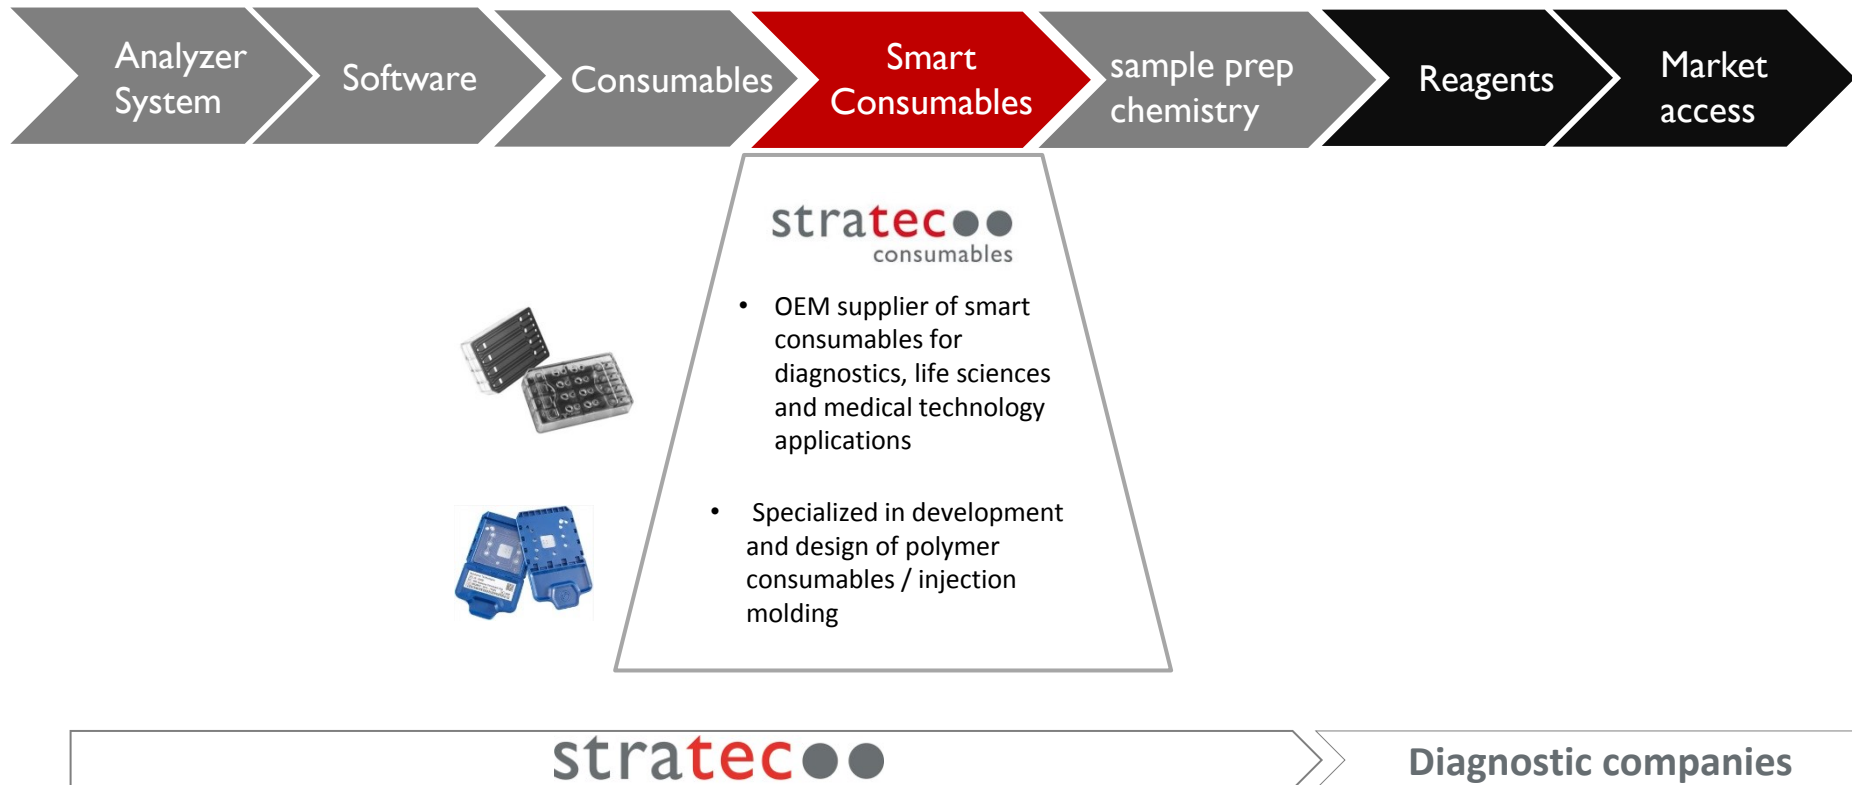 Analyzer
System
Software
Consumables
Smart
Consumables
sample prep
chemistry
Reagents
Market
access
stratec
consumables
• OEM supplier of smart
consumables for
diagnostics, life sciences
and medical technology
applications
• Specialized in development
and design of polymer
consumables / injection
molding
stratec
Diagnostic companies